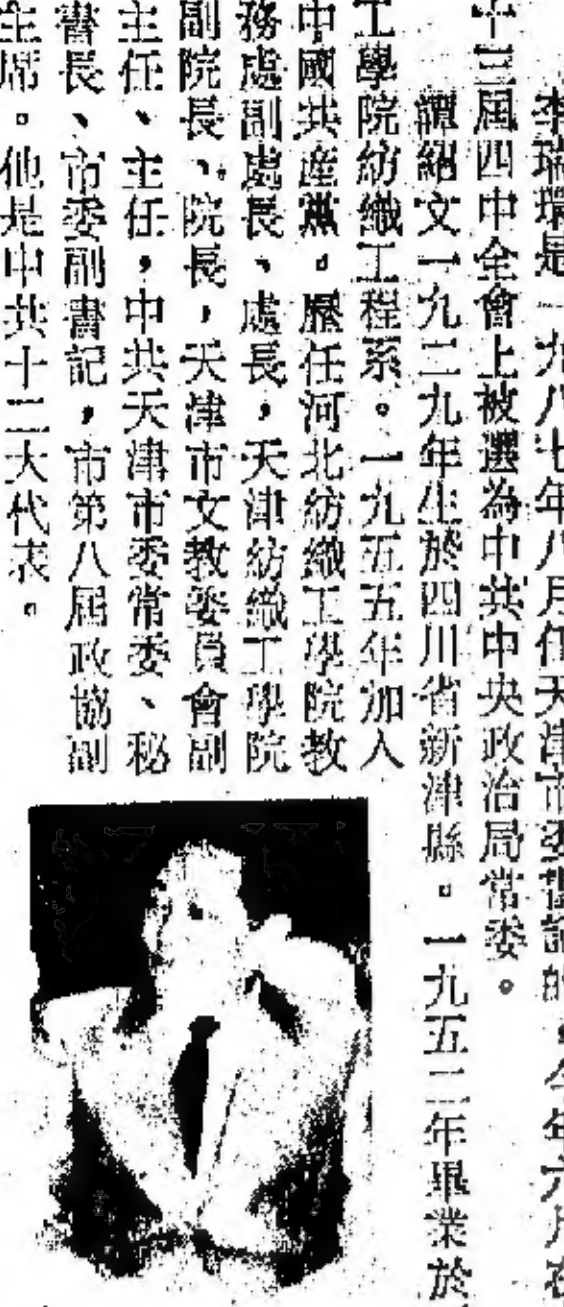 李瑞環是一九八七年八月任天津市委書記的，今年六月在
十三屆四中全會上被選為中共中央政治局常委。
譚紹文一九二九年生於四川省新津縣。一九五二年畢業於
工學院紡織工程系。一九五五年加入
中國共産黨。歷任河北紡織工學院教
務處副處長、處長，天津紡織工學院
副院長、院長，天津市文教委員會副
主任、主任，中共天津市委常委、秘
書長、市委副書記，市第八屆政協副
主席。他是中共十二大代表。